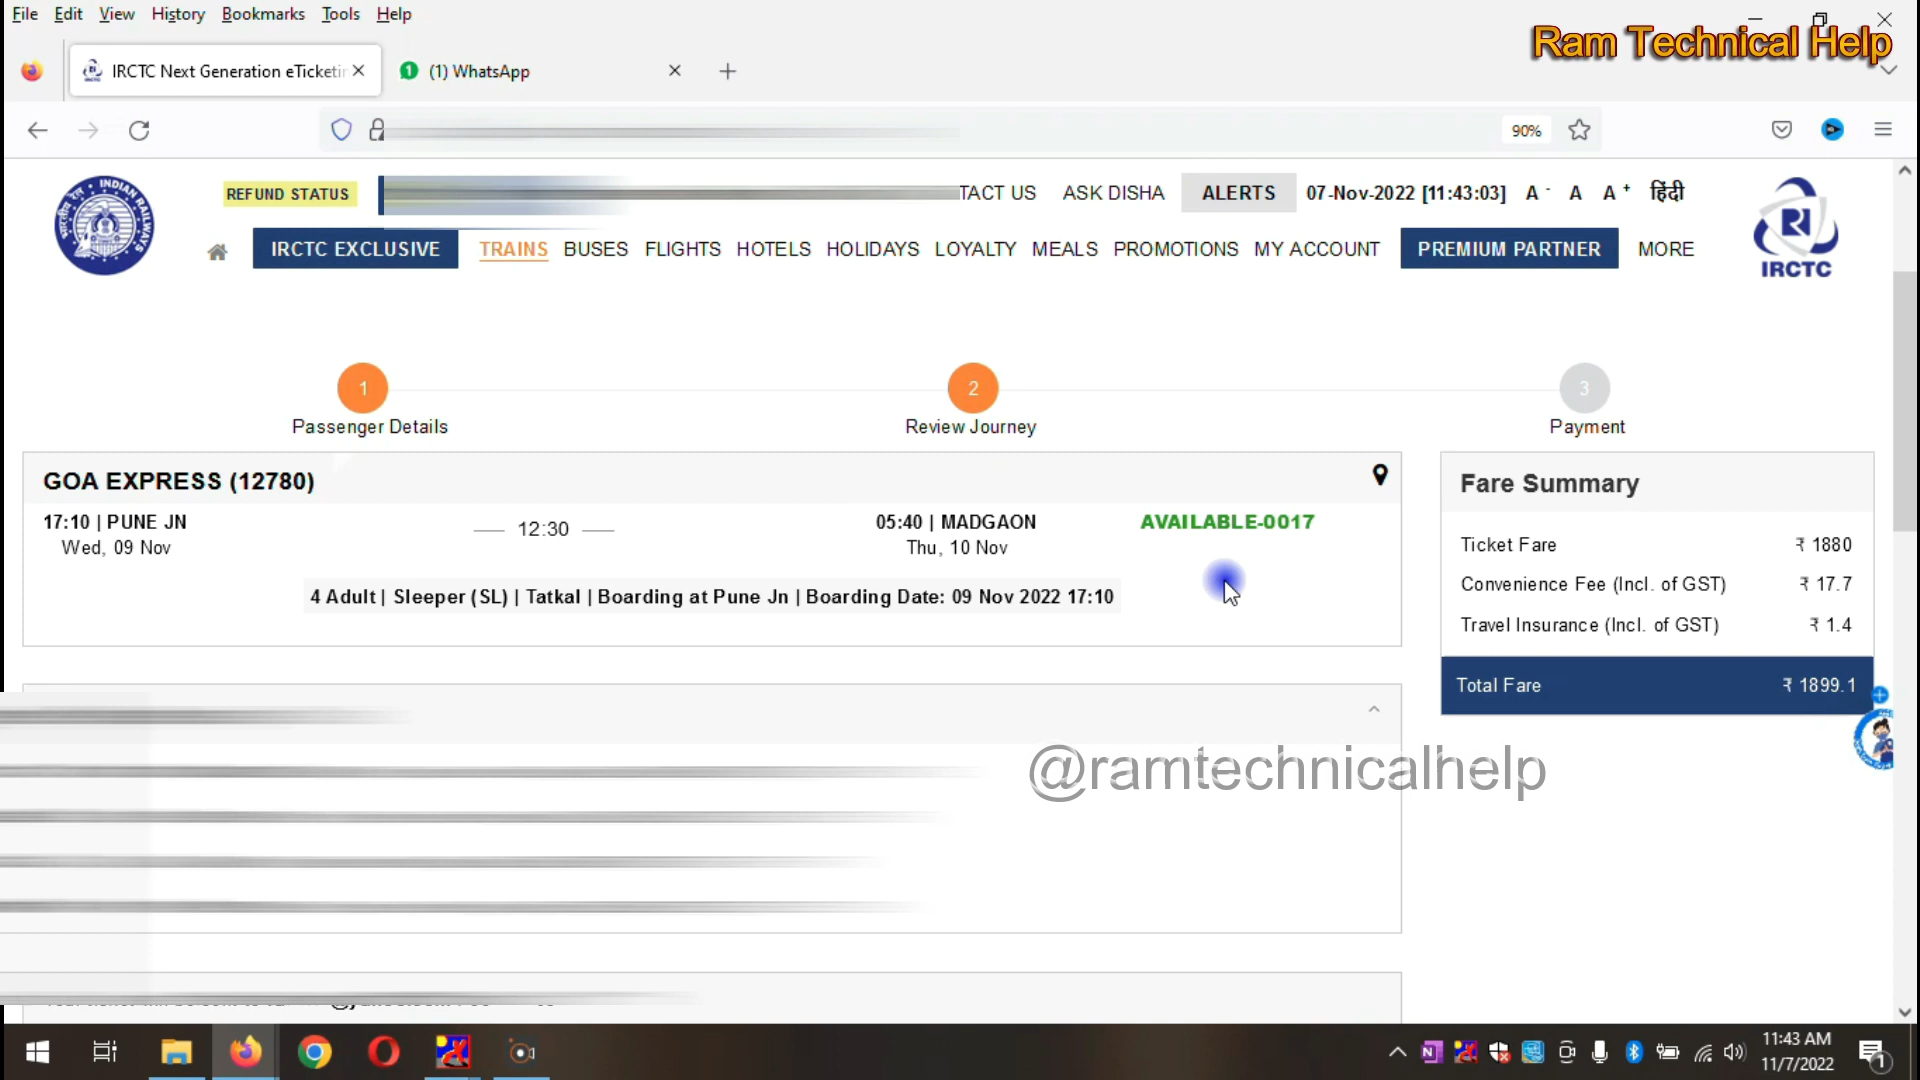 File Edit View History Bookmarks Tools Help
Ram Technical Help
IRCTC Next Generation eTicketin
(1) WhatsApp
90%
REFUND STATUS
TACT US ASK DISHA ALERTS 07-Nov-2022 [11:43:03] A - A A + हिंदी
IRCTC EXCLUSIVE TRAINS BUSES FLIGHTS HOTELS HOLIDAYS LOYALTY MEALS PROMOTIONS MY ACCOUNT PREMIUM PARTNER MORE
INDIAN RAILWAYS
भारतीय रेल
IRCTC
1 2 3
Passenger Details Review Journey Payment
GOA EXPRESS (12780)
17:10 | PUNE JN
Wed, 09 Nov
12:30
05:40 | MADGAON
Thu, 10 Nov
AVAILABLE-0017
4 Adult | Sleeper (SL) | Tatkal | Boarding at Pune Jn | Boarding Date: 09 Nov 2022 17:10
Fare Summary
Ticket Fare ₹ 1880
Convenience Fee (Incl. of GST) ₹ 17.7
Travel Insurance (Incl. of GST) ₹ 1.4
Total Fare ₹ 1899.1
@ramtechnicalhelp
11:43 AM
11/7/2022
1